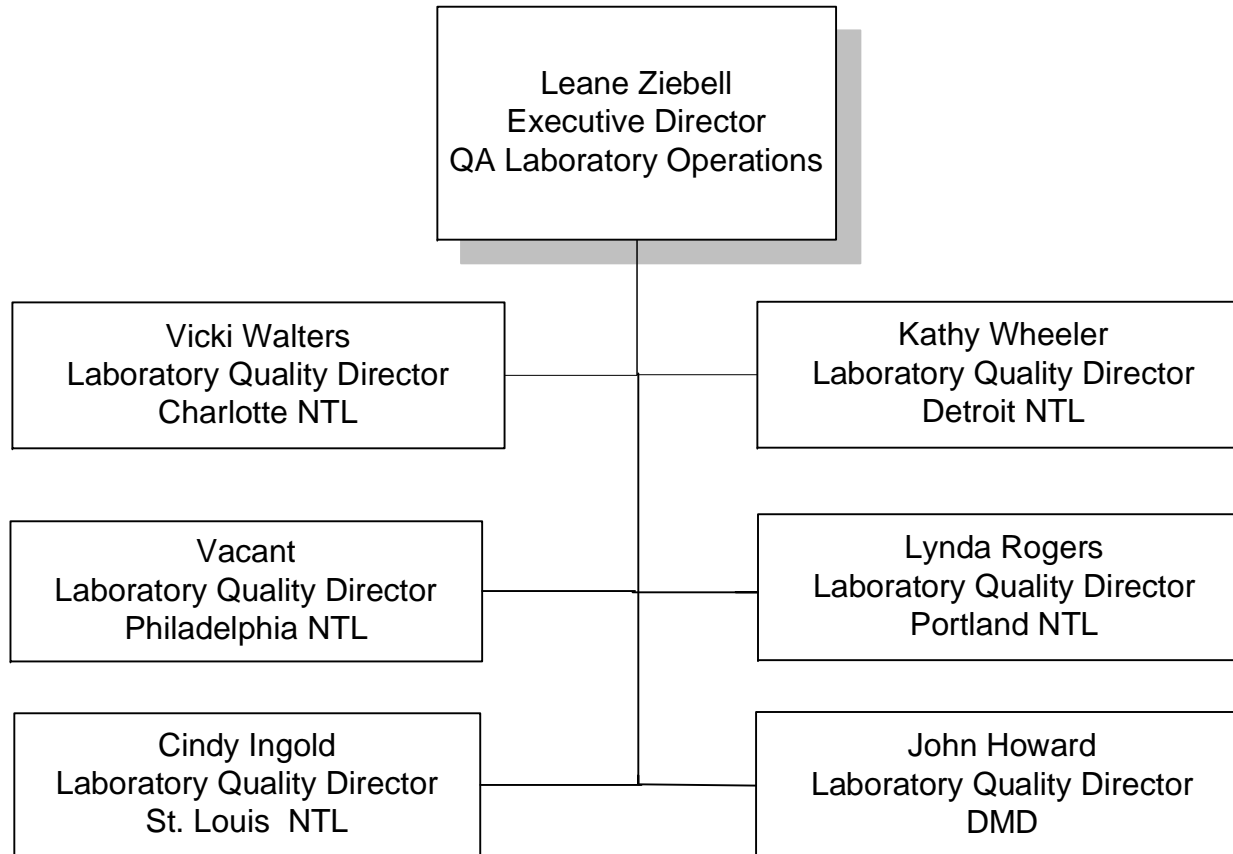 Leane Ziebell
Executive Director
QA Laboratory Operations
Vicki Walters
Laboratory Quality Director
Charlotte NTL
Kathy Wheeler
Laboratory Quality Director
Detroit NTL
Vacant
Laboratory Quality Director
Philadelphia NTL
Lynda Rogers
Laboratory Quality Director
Portland NTL
Cindy Ingold
Laboratory Quality Director
St. Louis  NTL
John Howard
Laboratory Quality Director
DMD